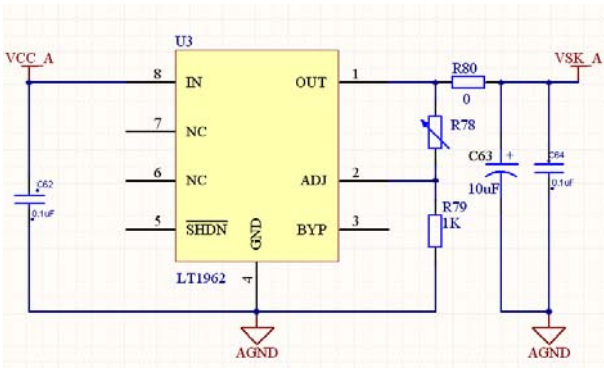 U3
VCC_A
VSK_A
8 IN OUT 1
R80
0
7 NC
R78
C63 +
10uF
C64
0.1uF
6 NC ADJ 2
C62
0.1uF
R79
1K
5 SHDN GND BYP 3
LT1962
4
AGND
AGND